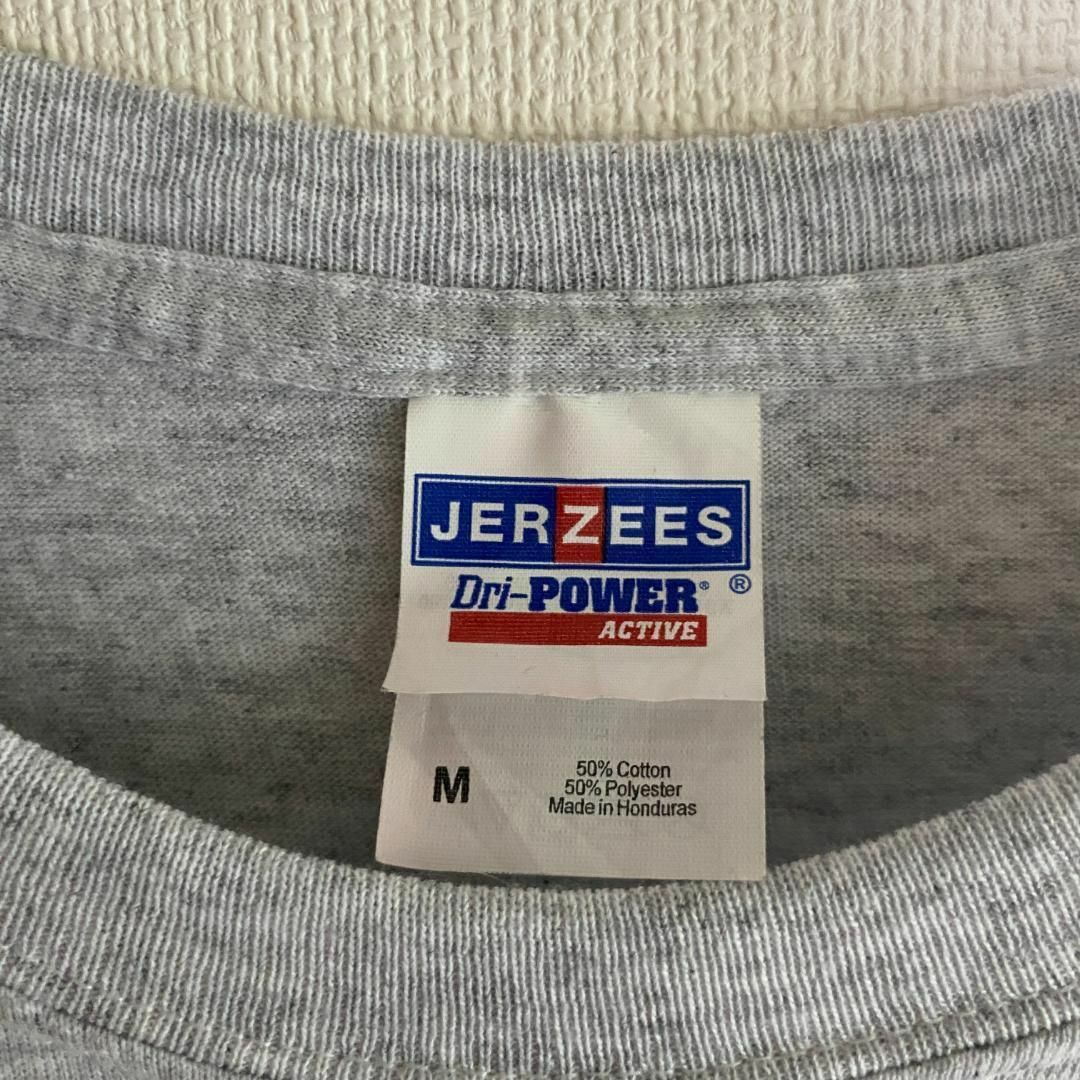 JERZEES
Dri-POWER® ®
ACTIVE
M
50% Cotton
50% Polyester
Made in Honduras